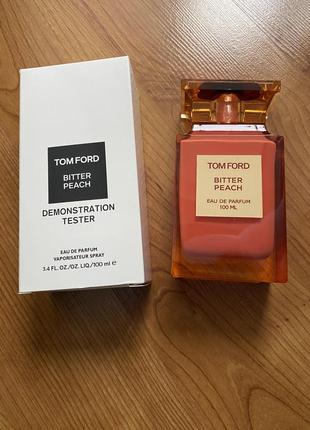 TOM FORD
BITTER
PEACH
DEMONSTRATION
TESTER
EAU DE PARFUM
VAPORISATEUR SPRAY
3.4 FL.OZ./OZ.LIQ./100 ml ℮
TOM FORD
BITTER
PEACH
EAU DE PARFUM
100 ML